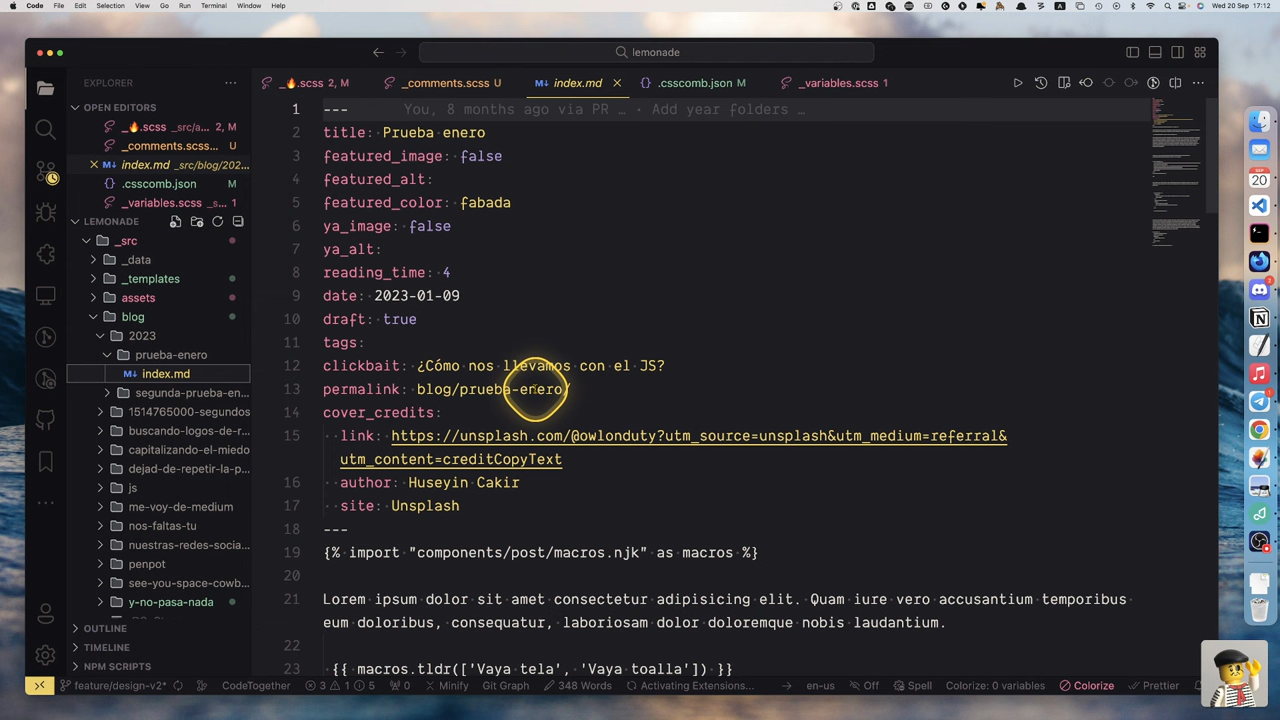 Code File Edit Selection View Go Run Terminal Window Help Wed 20 Sep 17:12
lemonade
EXPLORER
_🔥.scss 2, M _comments.scss U index.md .csscomb.json M _variables.scss 1
OPEN EDITORS
_🔥.scss _src/a... 2, M
_comments.scss... U
index.md _src/blog/202...
.csscomb.json M
_variables.scss _s... 1
LEMONADE
_src
_data
_templates
assets
blog
2023
prueba-enero
index.md
segunda-prueba-en...
1514765000-segundos
buscando-logos-de-r...
capitalizando-el-miedo
dejad-de-repetir-la-p...
js
me-voy-de-medium
nos-faltas-tu
nuestras-redes-socia...
penpot
see-you-space-cowb...
y-no-pasa-nada
OUTLINE
TIMELINE
NPM SCRIPTS
1 --- You, 8 months ago via PR … • Add year folders …
2 title: Prueba enero
3 featured_image: false
4 featured_alt:
5 featured_color: fabada
6 ya_image: false
7 ya_alt:
8 reading_time: 4
9 date: 2023-01-09
10 draft: true
11 tags:
12 clickbait: ¿Cómo nos llevamos con el JS?
13 permalink: blog/prueba-enero/
14 cover_credits:
15 link: https://unsplash.com/@owlonduty?utm_source=unsplash&utm_medium=referral&
utm_content=creditCopyText
16 author: Huseyin Cakir
17 site: Unsplash
18 ---
19 {% import "components/post/macros.njk" as macros %}
20
21 Lorem ipsum dolor sit amet consectetur adipisicing elit. Quam iure vero accusantium temporibus
eum doloribus, consequatur, laboriosam dolor doloremque nobis laudantium.
22
23 {{ macros.tldr(['Vaya tela', 'Vaya toalla']) }}
feature/design-v2* CodeTogether 3 1 5 0 Minify Git Graph 348 Words Activating Extensions... en-us Off Spell Colorize: 0 variables Colorize Prettier
SEP
20